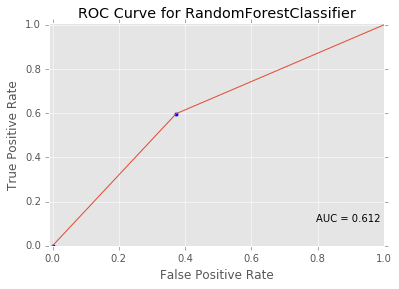 ROC Curve for RandomForestClassifier
1.0
0.8
0.6
0.4
0.2
0.0
True Positive Rate
AUC = 0.612
0.0 0.2 0.4 0.6 0.8 1.0
False Positive Rate